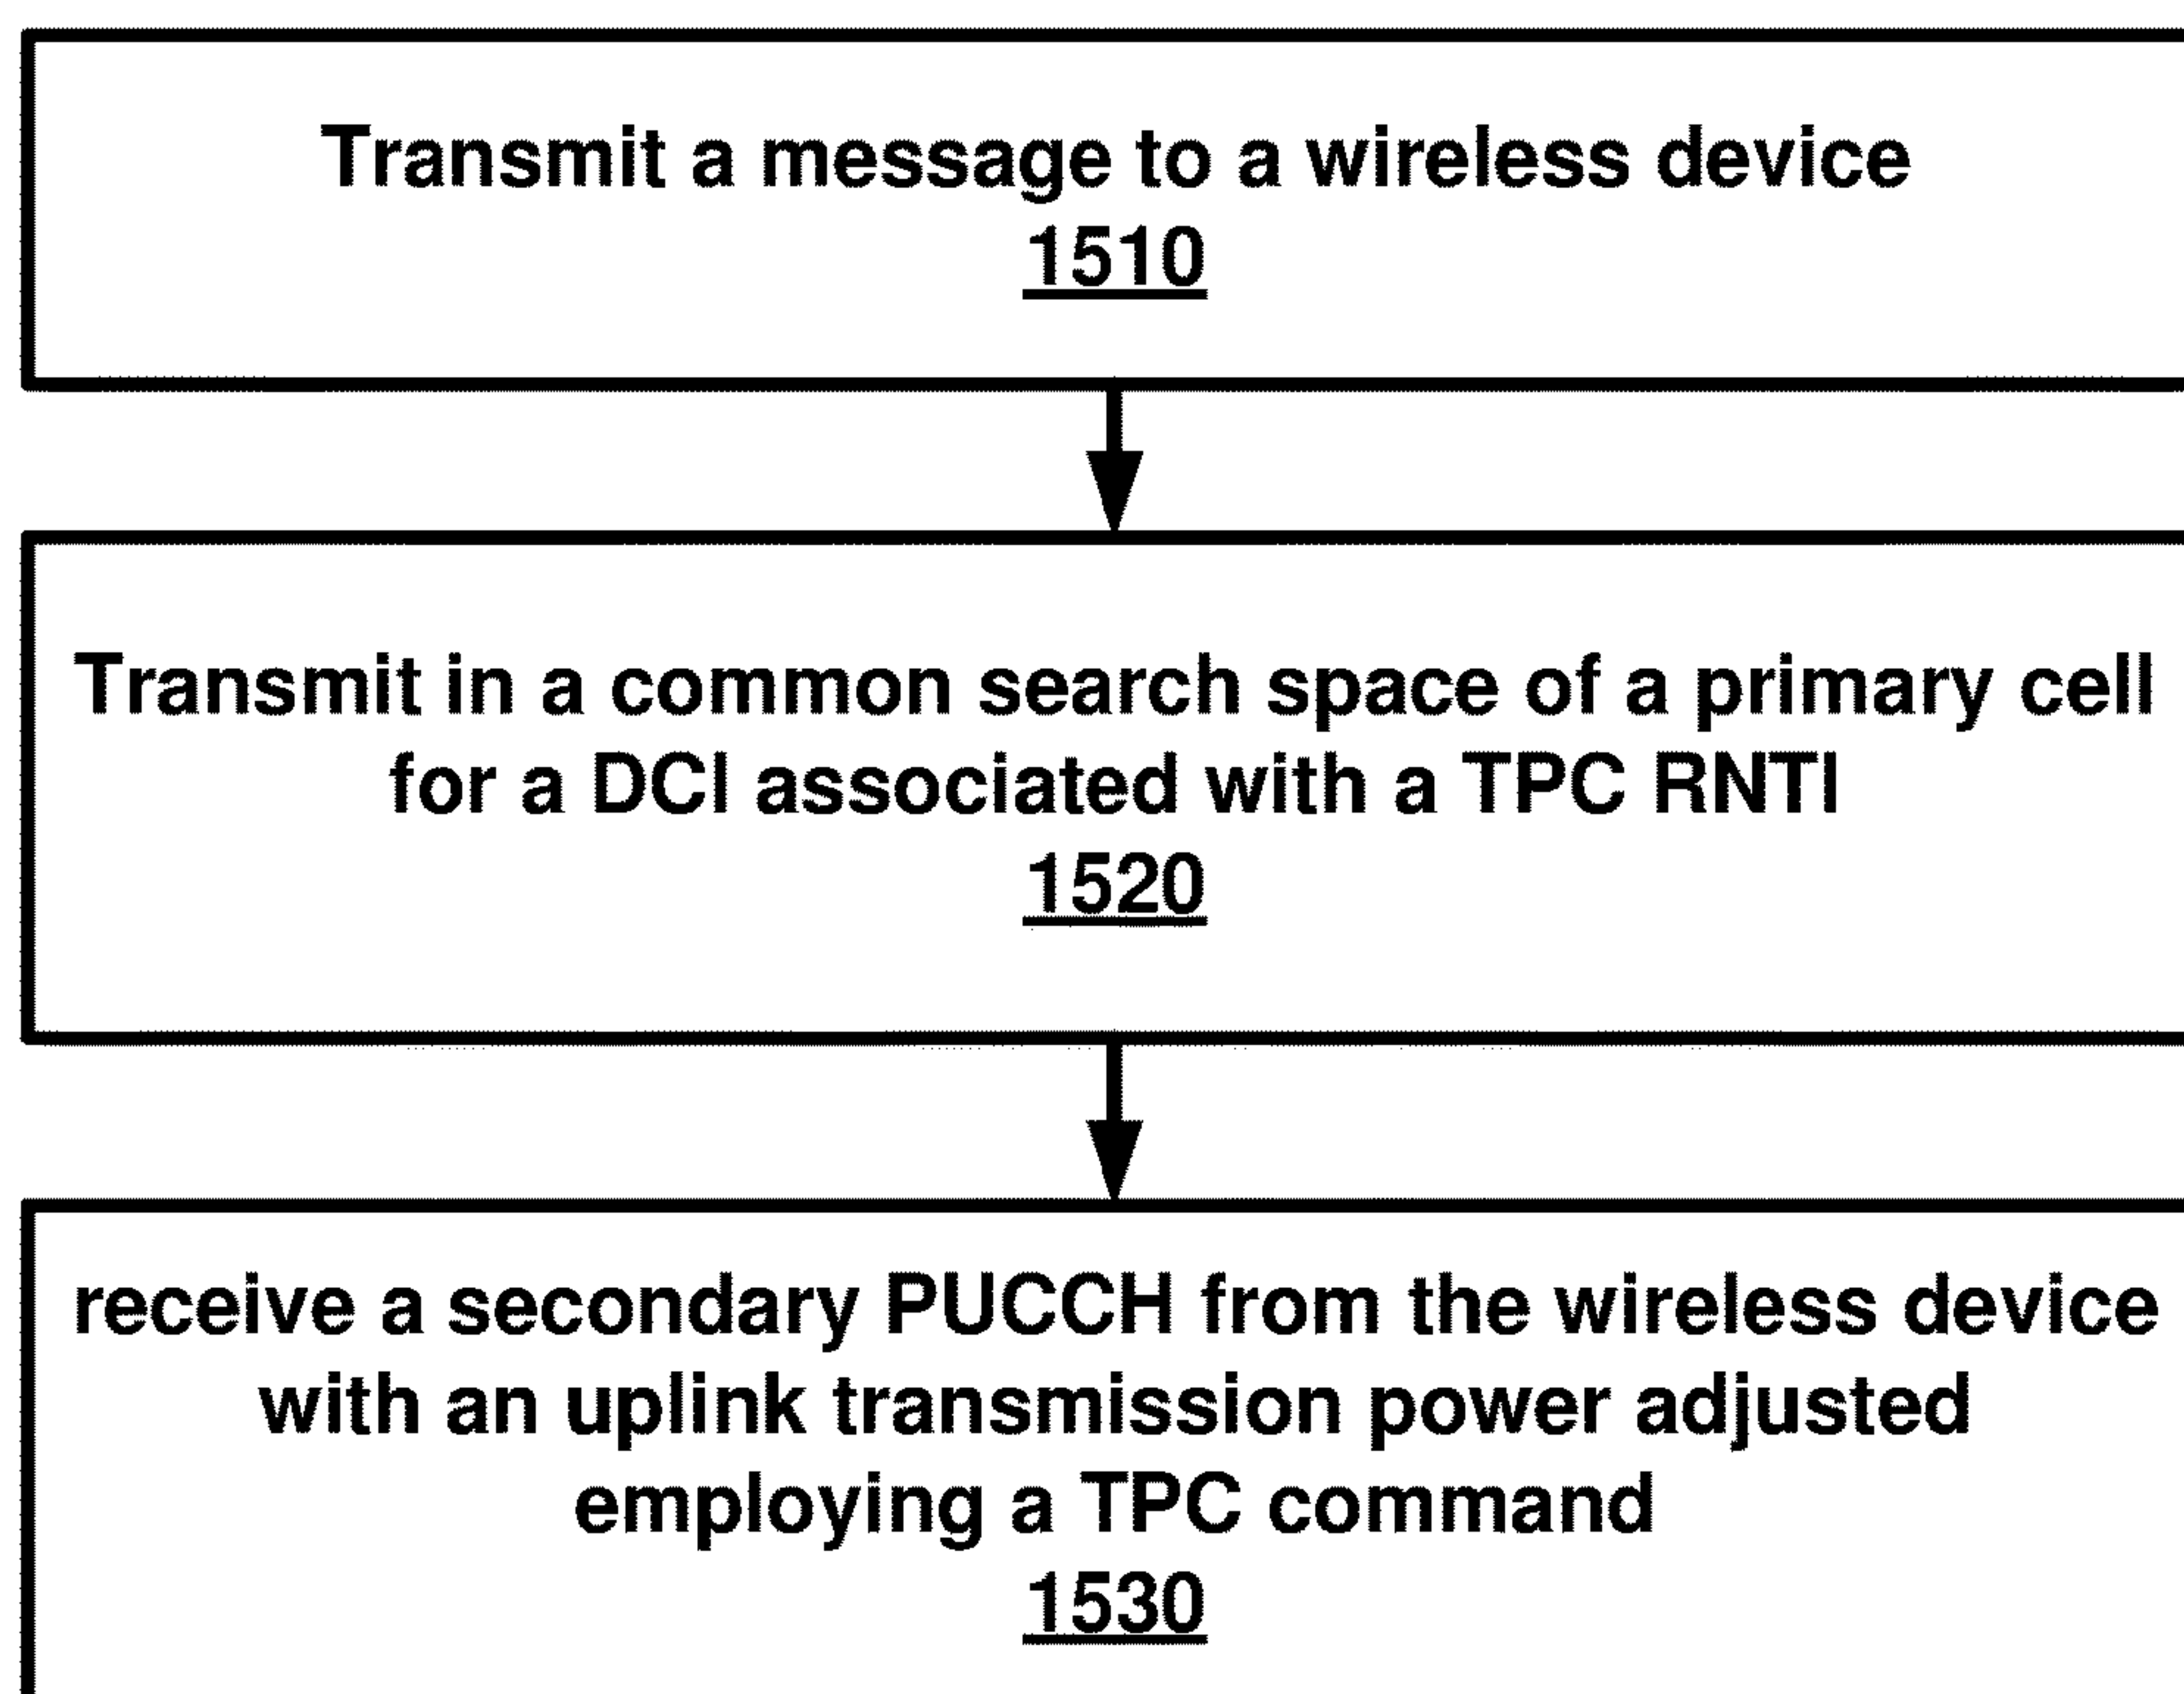 Transmit a message to a wireless device
1510
Transmit in a common search space of a primary cell
for a DCI associated with a TPC RNTI
1520
receive a secondary PUCCH from the wireless device
with an uplink transmission power adjusted
employing a TPC command
1530